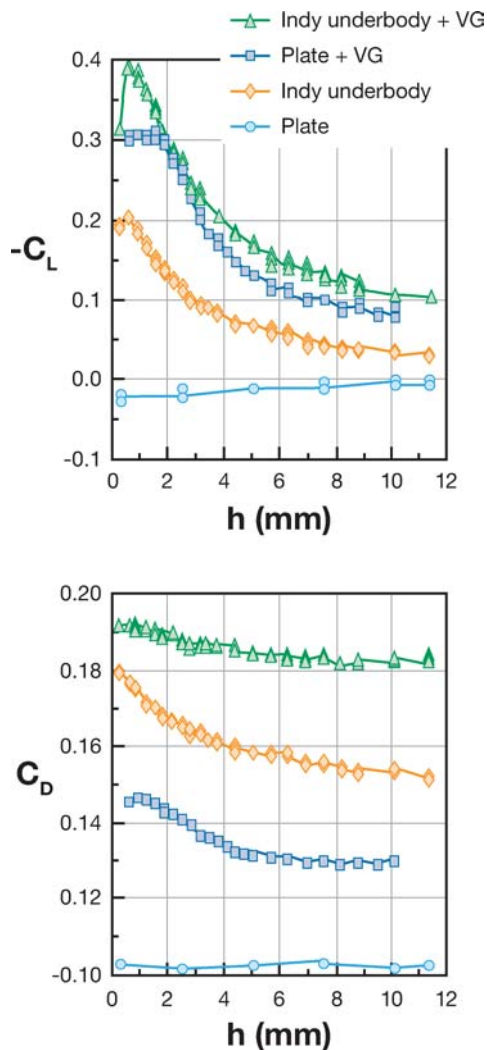 Indy underbody + VG
Plate + VG
Indy underbody
Plate
0.4
0.3
0.2
0.1
0.0
-0.1
-CL
0 2 4 6 8 10 12
h (mm)
0.20
0.18
0.16
0.14
0.12
-0.10
CD
0 2 4 6 8 10 12
h (mm)